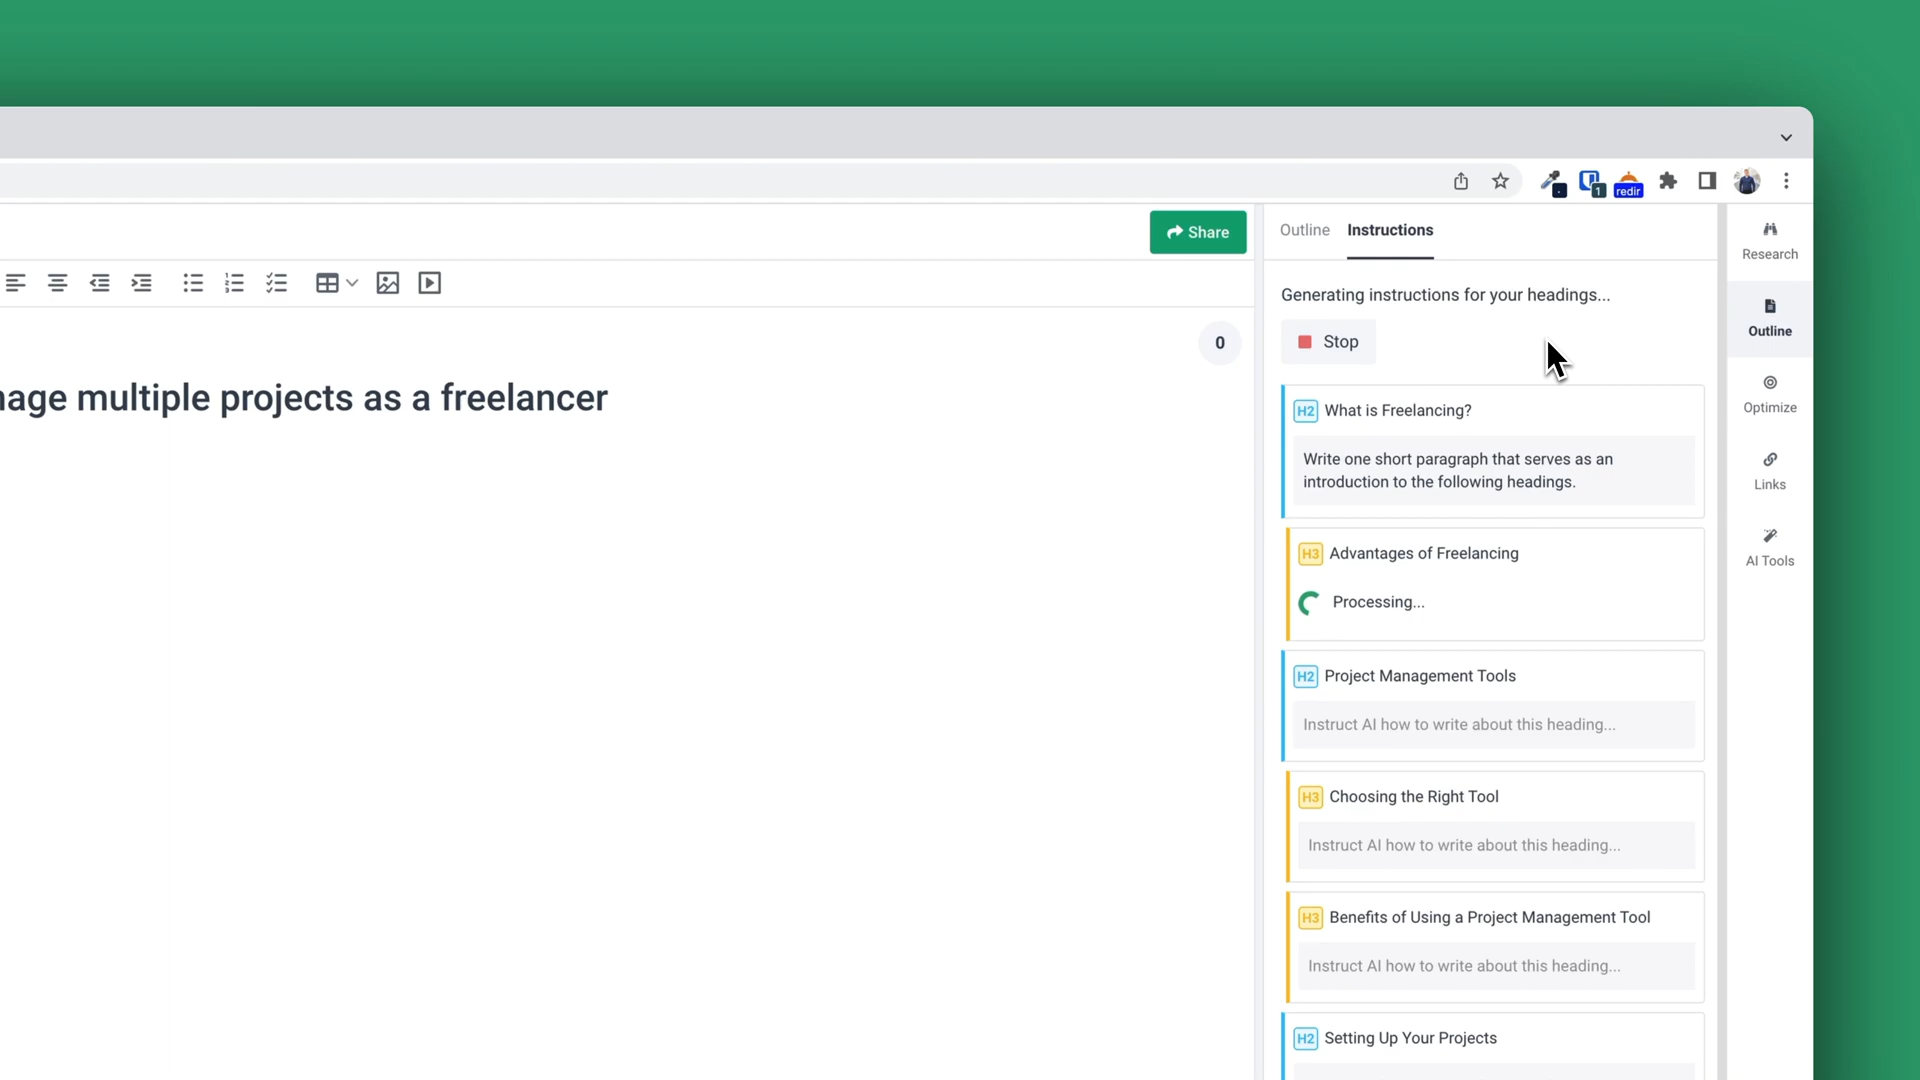 1
redir
Share
Outline
Instructions
Research
Generating instructions for your headings...
Outline
Stop
0
nage multiple projects as a freelancer
Optimize
H2 What is Freelancing?
Write one short paragraph that serves as an
introduction to the following headings.
Links
H3 Advantages of Freelancing
AI Tools
Processing...
H2 Project Management Tools
Instruct AI how to write about this heading...
H3 Choosing the Right Tool
Instruct AI how to write about this heading...
H3 Benefits of Using a Project Management Tool
Instruct AI how to write about this heading...
H2 Setting Up Your Projects